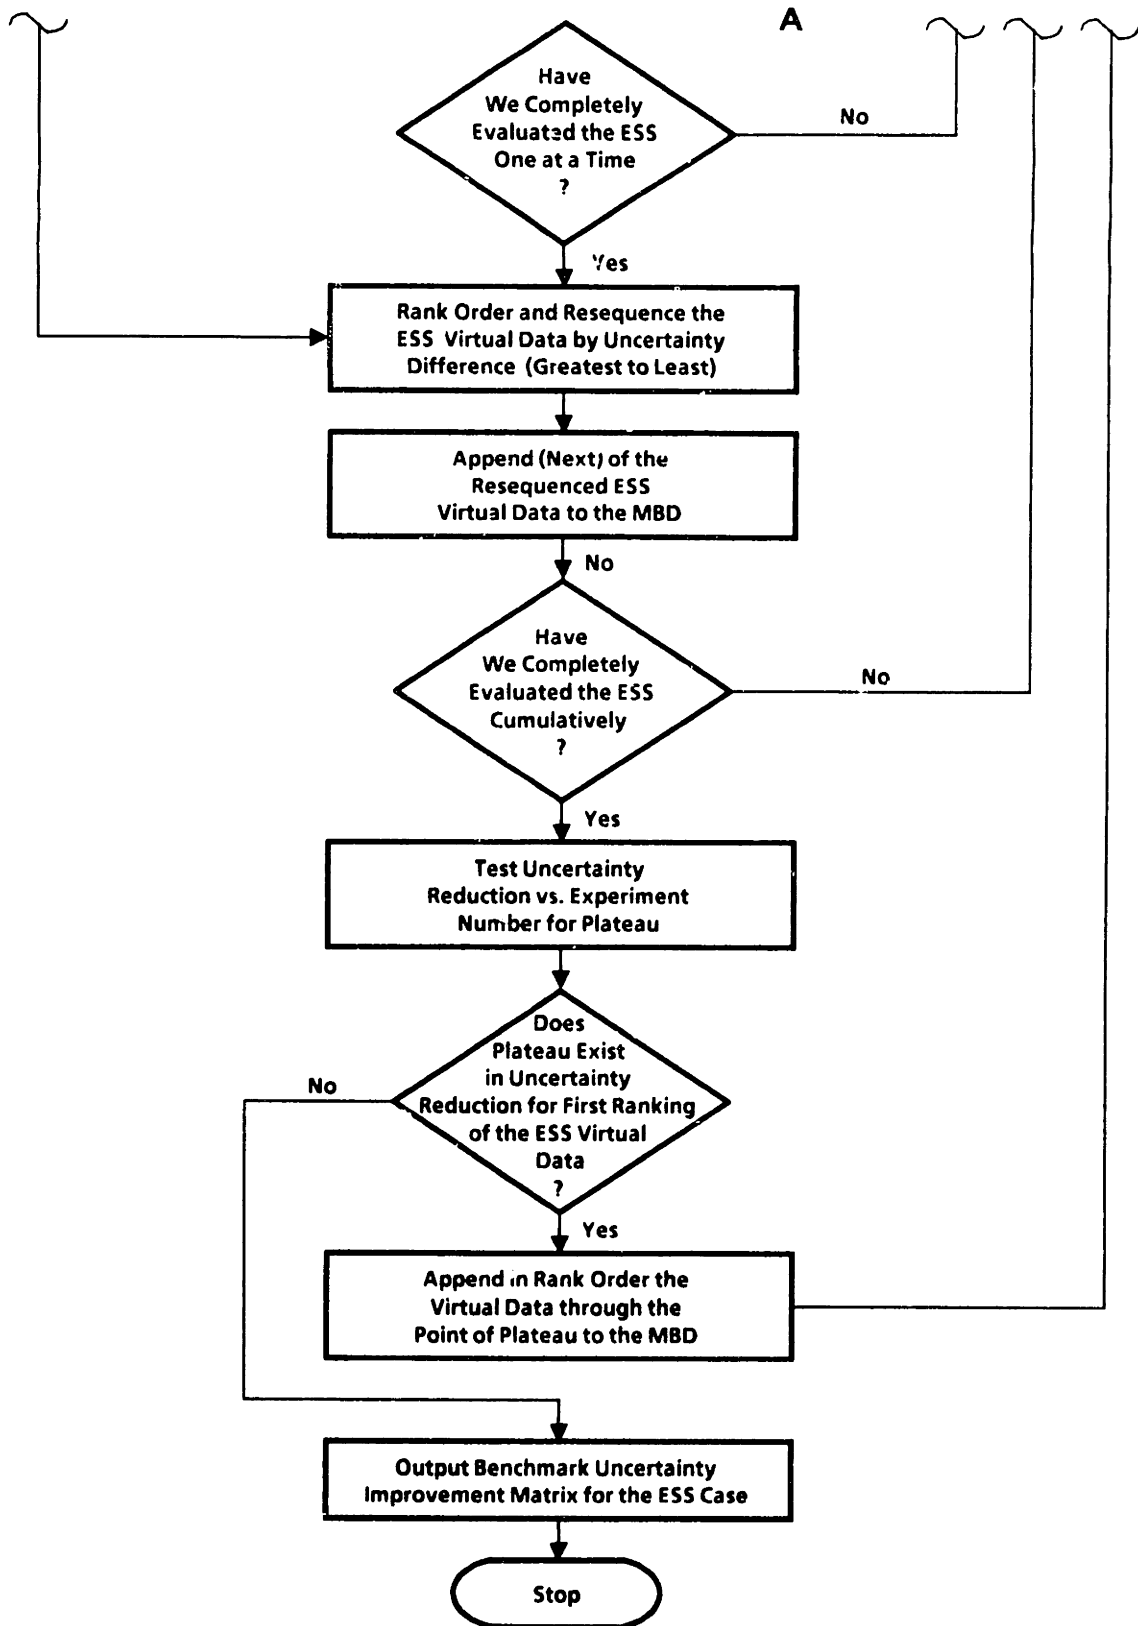 A
Have
We Completely
Evaluated the ESS
One at a Time
?
No
Yes
Rank Order and Resequence the
ESS Virtual Data by Uncertainty
Difference (Greatest to Least)
Append (Next) of the
Resequenced ESS
Virtual Data to the MBD
No
Have
We Completely
Evaluated the ESS
Cumulatively
?
No
Yes
Test Uncertainty
Reduction vs. Experiment
Number for Plateau
Does
Plateau Exist
in Uncertainty
Reduction for First Ranking
of the ESS Virtual
Data
?
No
Yes
Append in Rank Order the
Virtual Data through the
Point of Plateau to the MBD
Output Benchmark Uncertainty
Improvement Matrix for the ESS Case
Stop